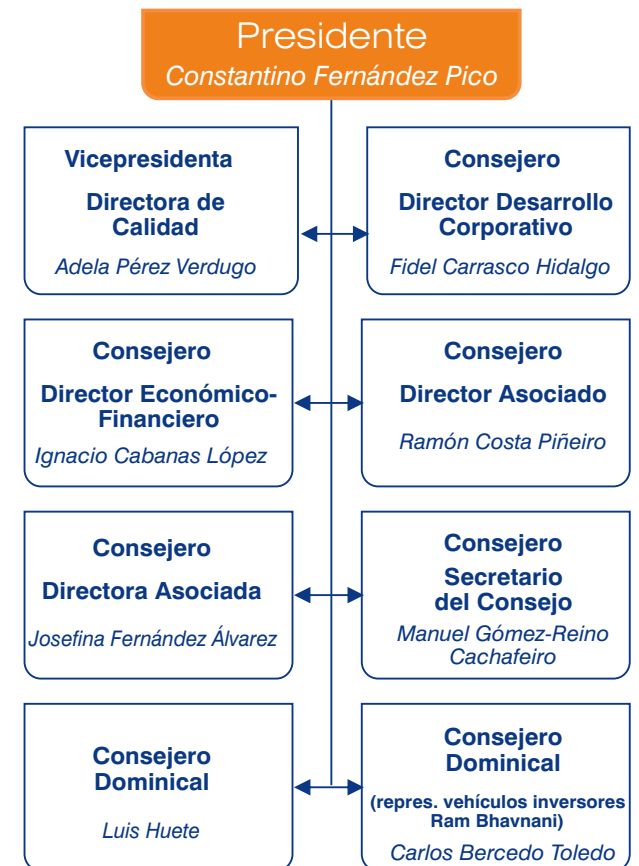 Presidente
Constantino Fernández Pico
Vicepresidenta
Directora de
Calidad
Adela Pérez Verdugo
Consejero
Director Desarrollo
Corporativo
Fidel Carrasco Hidalgo
Consejero
Director Económico-
Financiero
Ignacio Cabanas López
Consejero
Director Asociado
Ramón Costa Piñeiro
Consejero
Directora Asociada
Josefina Fernández Álvarez
Consejero
Secretario
del Consejo
Manuel Gómez-Reino
Cachafeiro
Consejero
Dominical
Luis Huete
Consejero
Dominical
(repres. vehículos inversores
Ram Bhavnani)
Carlos Bercedo Toledo